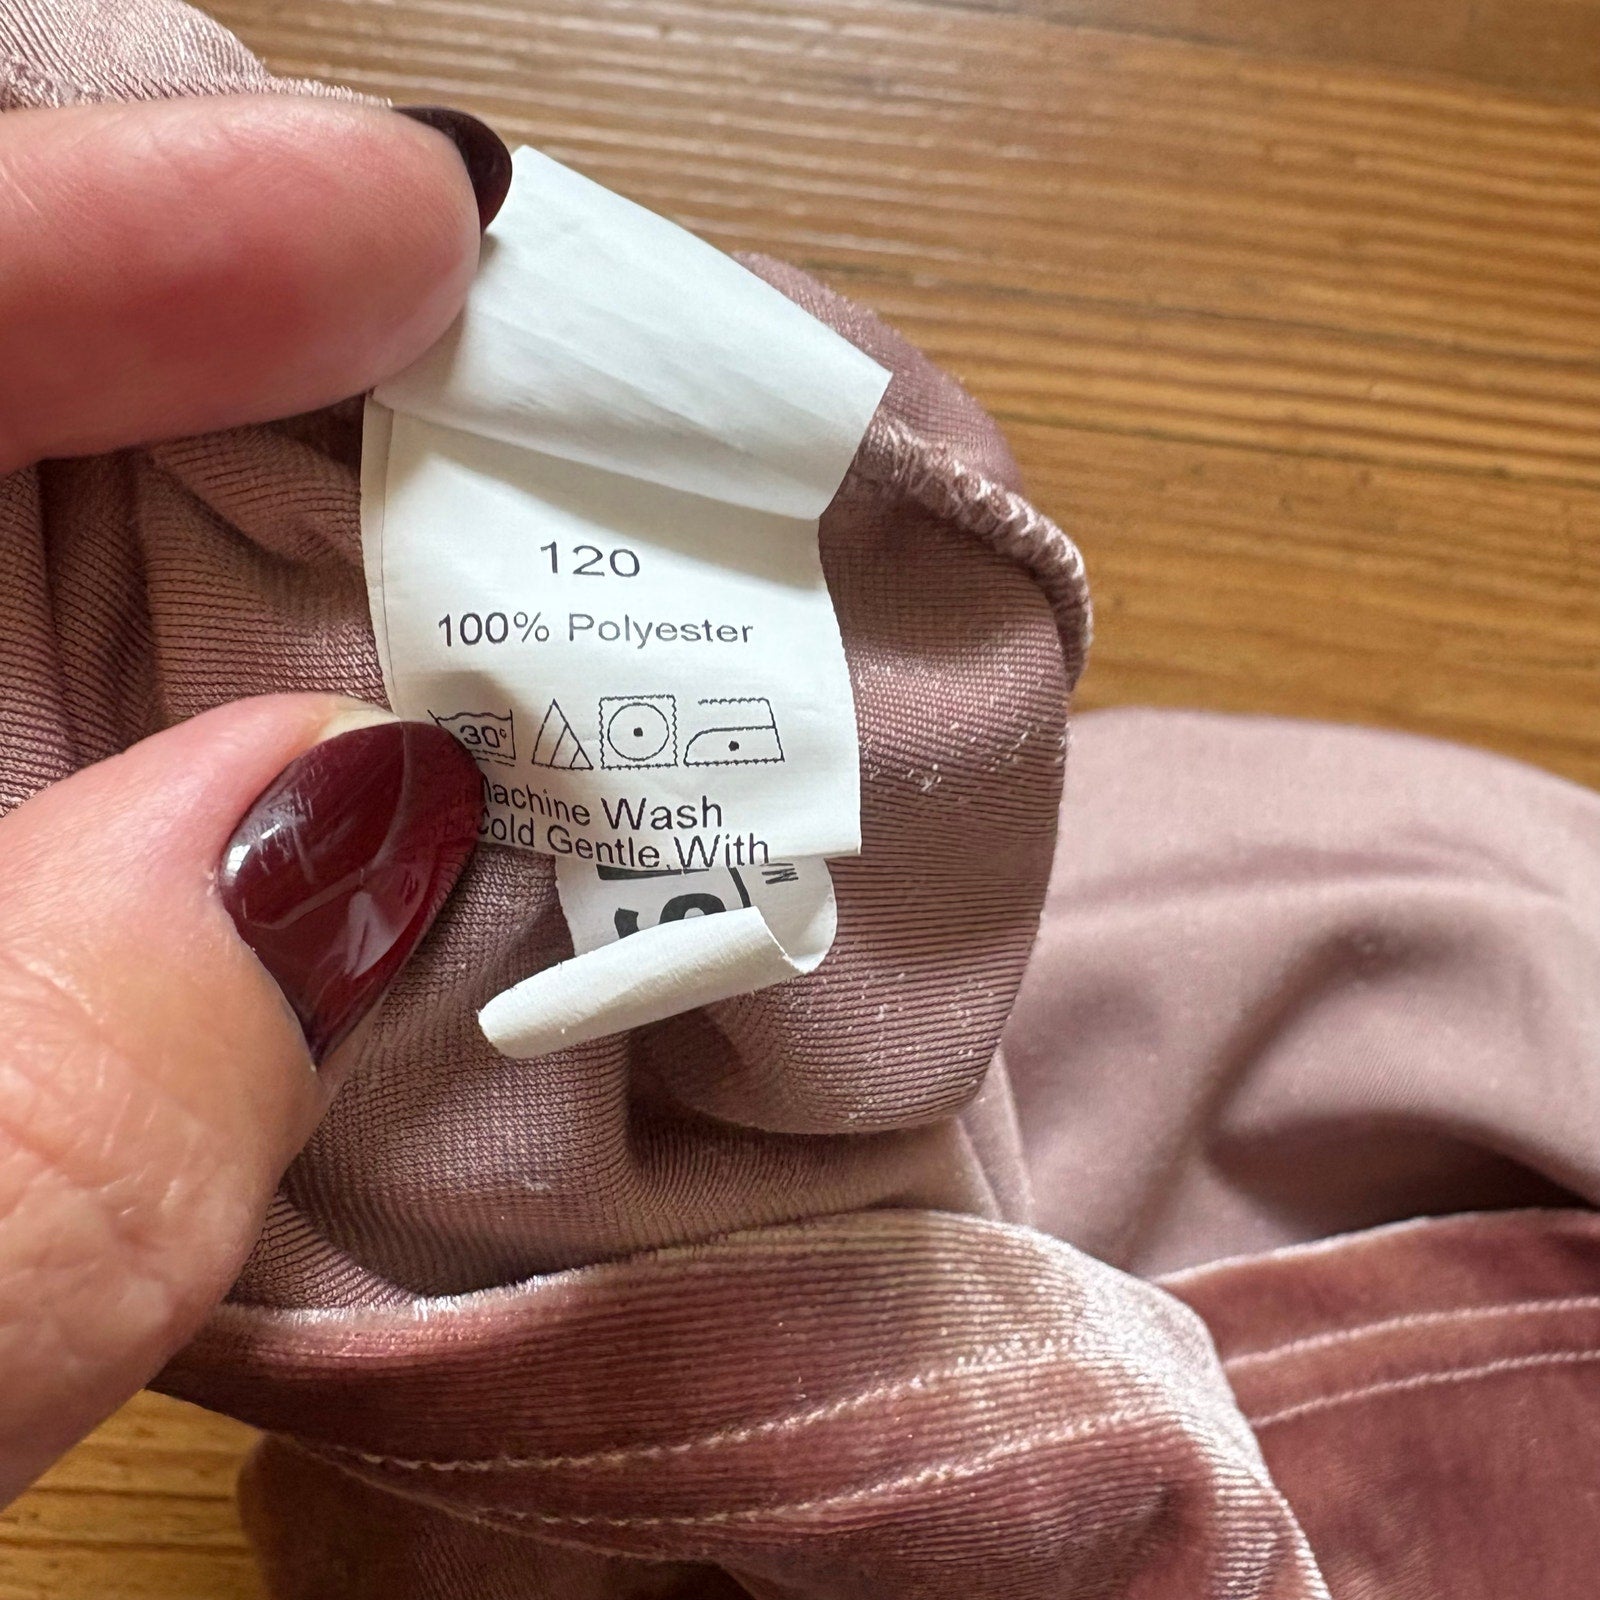 120
100% Polyester
30°
Machine Wash
Cold Gentle With